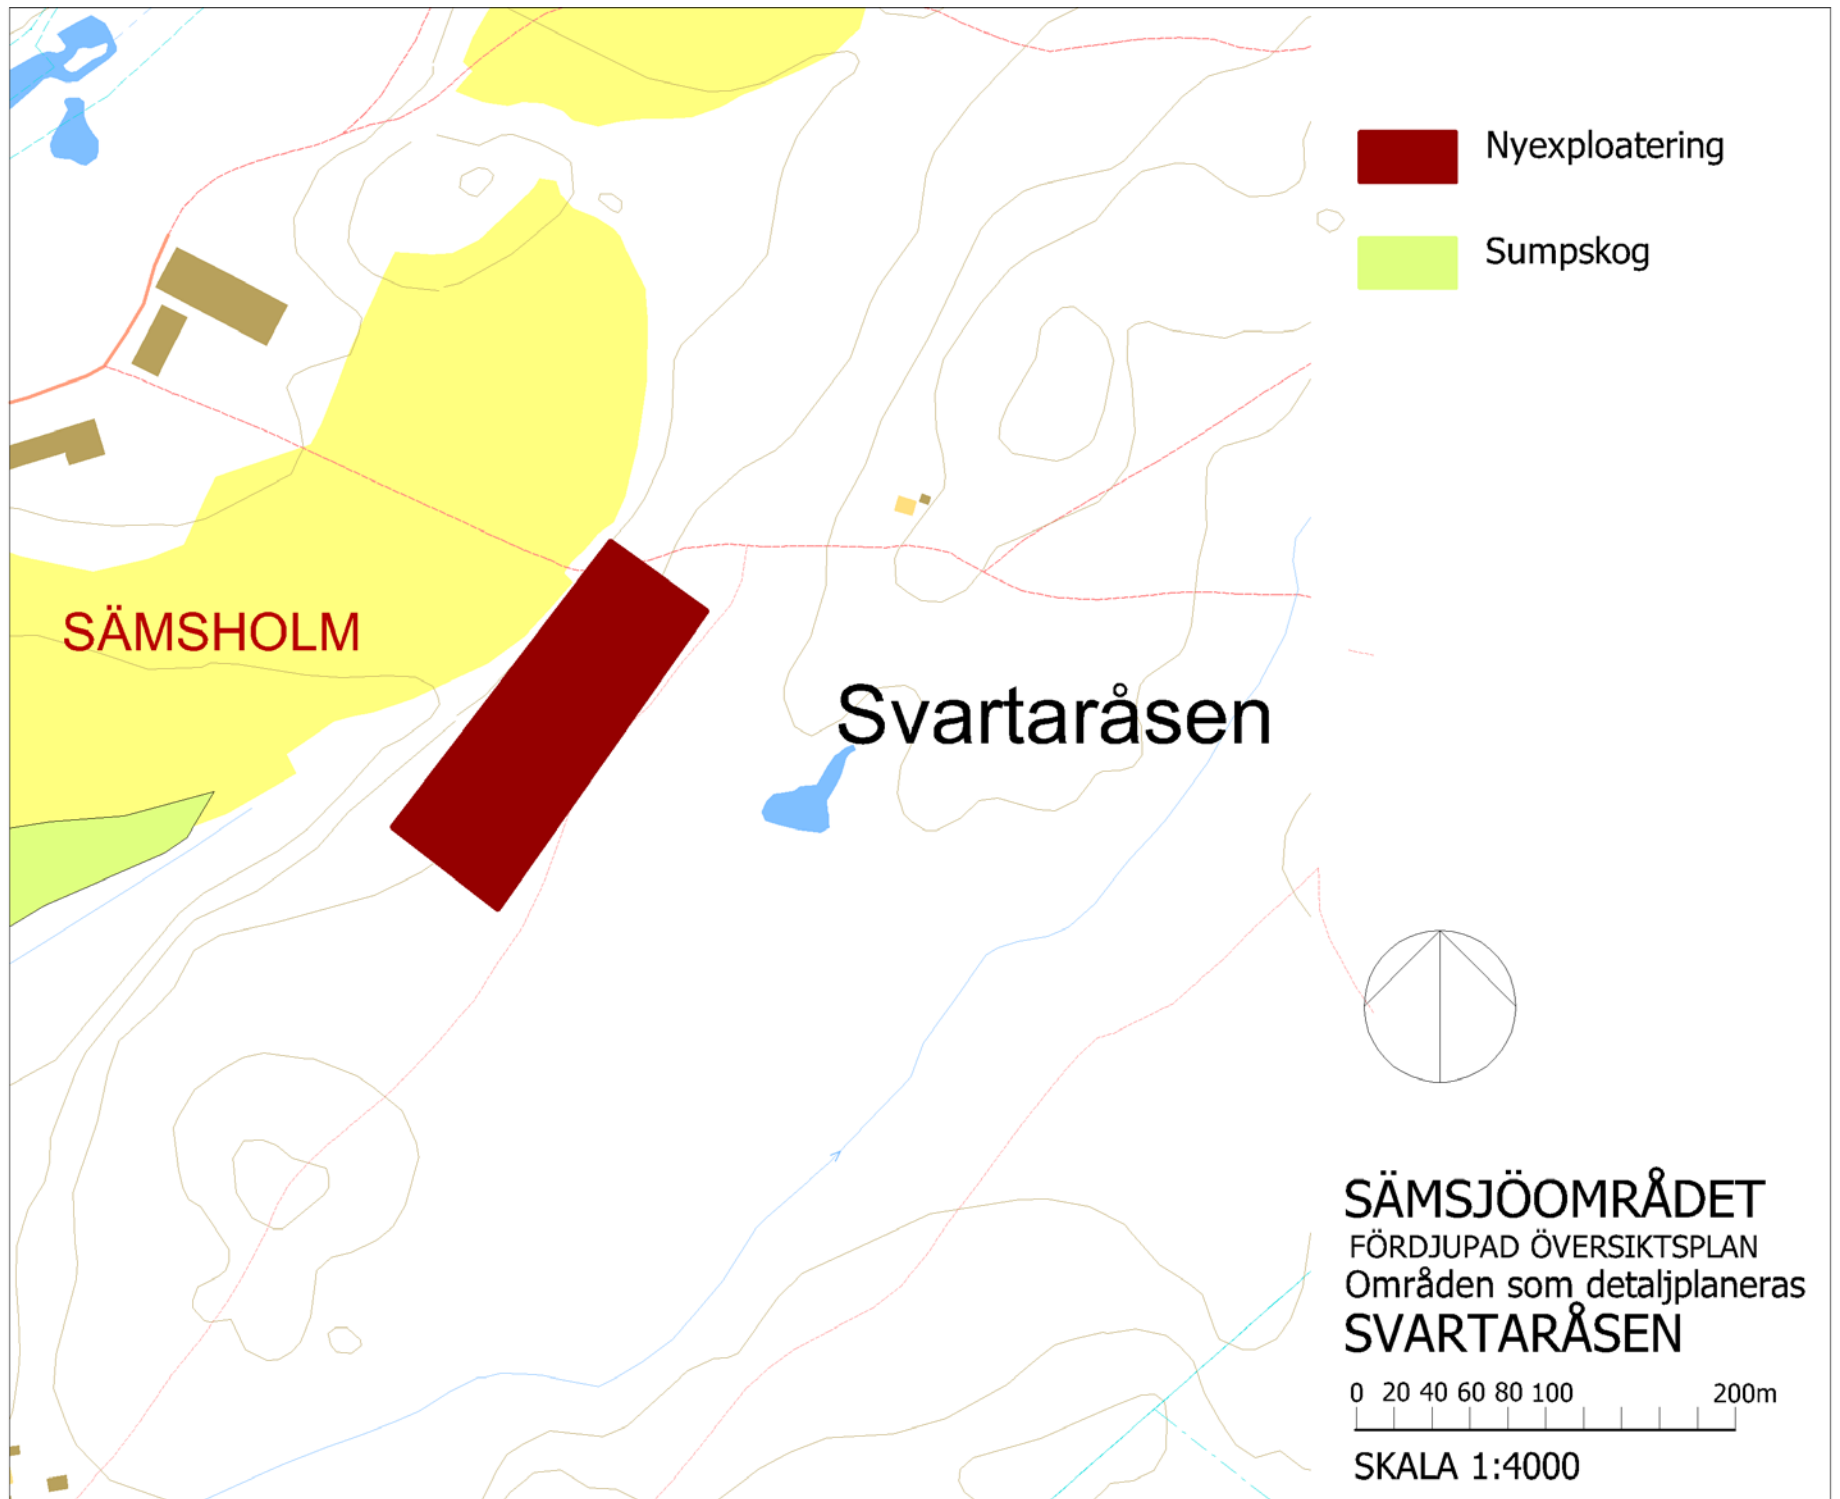 Nyexploatering
Sumpskog
SÄMSHOLM
Svartaråsen
SÄMSJÖOMRÅDET
FÖRDJUPAD ÖVERSIKTSPLAN
Områden som detaljplaneras
SVARTARÅSEN
0 20 40 60 80 100 200m
SKALA 1:4000